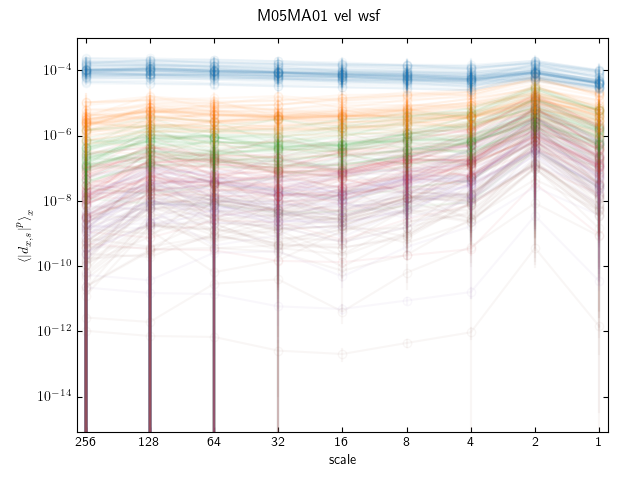 M05MA01 vel wsf
⟨|d_{x,s}|^p⟩_x
10^{-4}
10^{-6}
10^{-8}
10^{-10}
10^{-12}
10^{-14}
256 128 64 32 16 8 4 2 1
scale